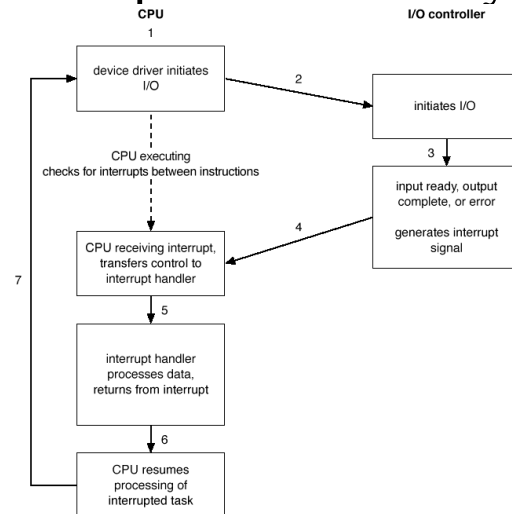 CPU
I/O controller
1
device driver initiates
I/O
2
initiates I/O
CPU executing
checks for interrupts between instructions
3
input ready, output
complete, or error
generates interrupt
signal
4
CPU receiving interrupt,
transfers control to
interrupt handler
7
5
interrupt handler
processes data,
returns from interrupt
6
CPU resumes
processing of
interrupted task